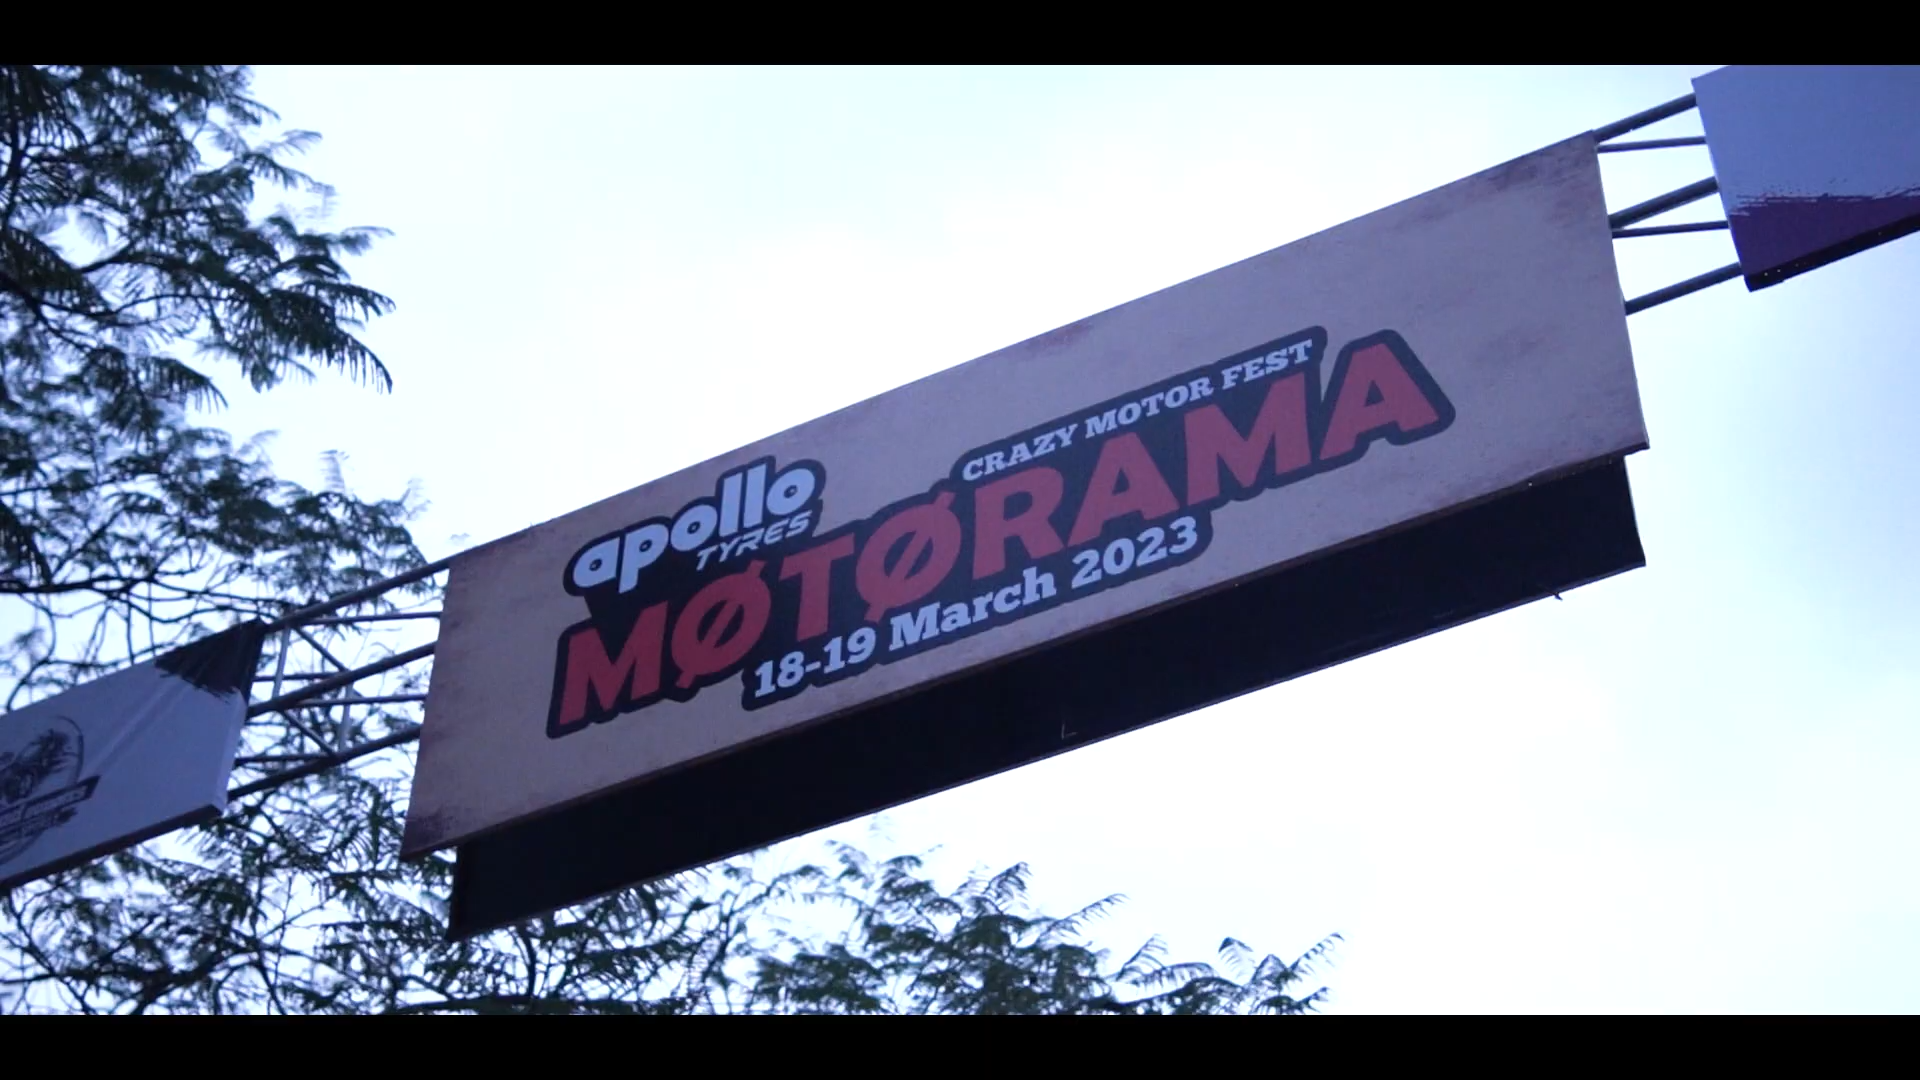 apollo
TYRES
CRAZY MOTOR FEST
MØTØRAMA
18-19 March 2023